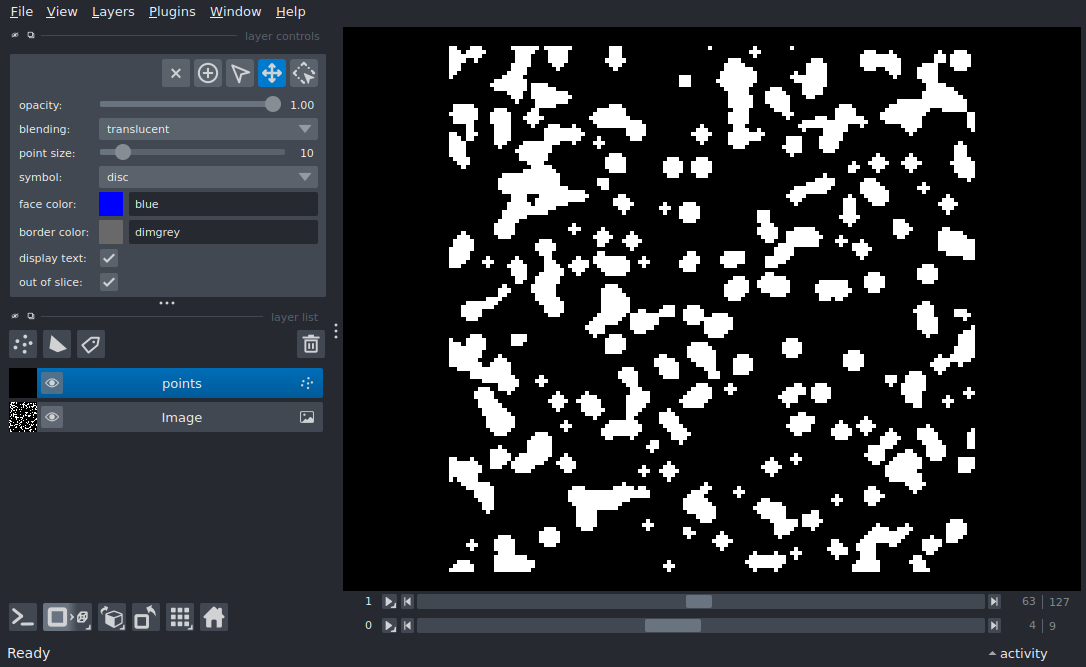 File View Layers Plugins Window Help
layer controls
opacity: 1.00
blending: translucent
point size: 10
symbol: disc
face color: blue
border color: dimgrey
display text:
out of slice:
layer list
points
Image
1 63 | 127
0 4 | 9
Ready activity